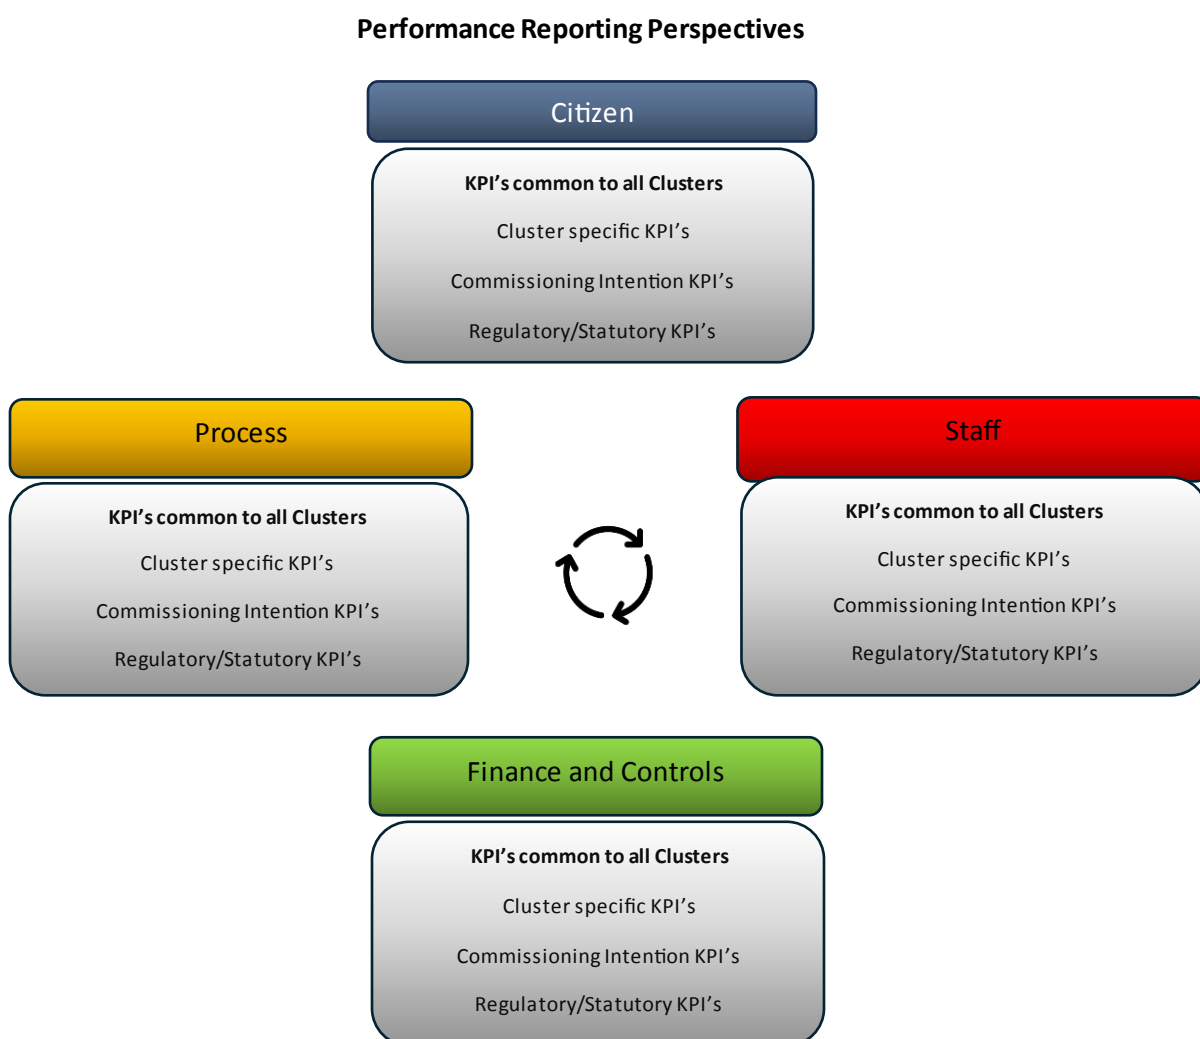 Performance Reporting Perspectives
Citizen
KPI’s common to all Clusters
Cluster specific KPI’s
Commissioning Intention KPI’s
Regulatory/Statutory KPI’s
Process
KPI’s common to all Clusters
Cluster specific KPI’s
Commissioning Intention KPI’s
Regulatory/Statutory KPI’s
Staff
KPI’s common to all Clusters
Cluster specific KPI’s
Commissioning Intention KPI’s
Regulatory/Statutory KPI’s
Finance and Controls
KPI’s common to all Clusters
Cluster specific KPI’s
Commissioning Intention KPI’s
Regulatory/Statutory KPI’s